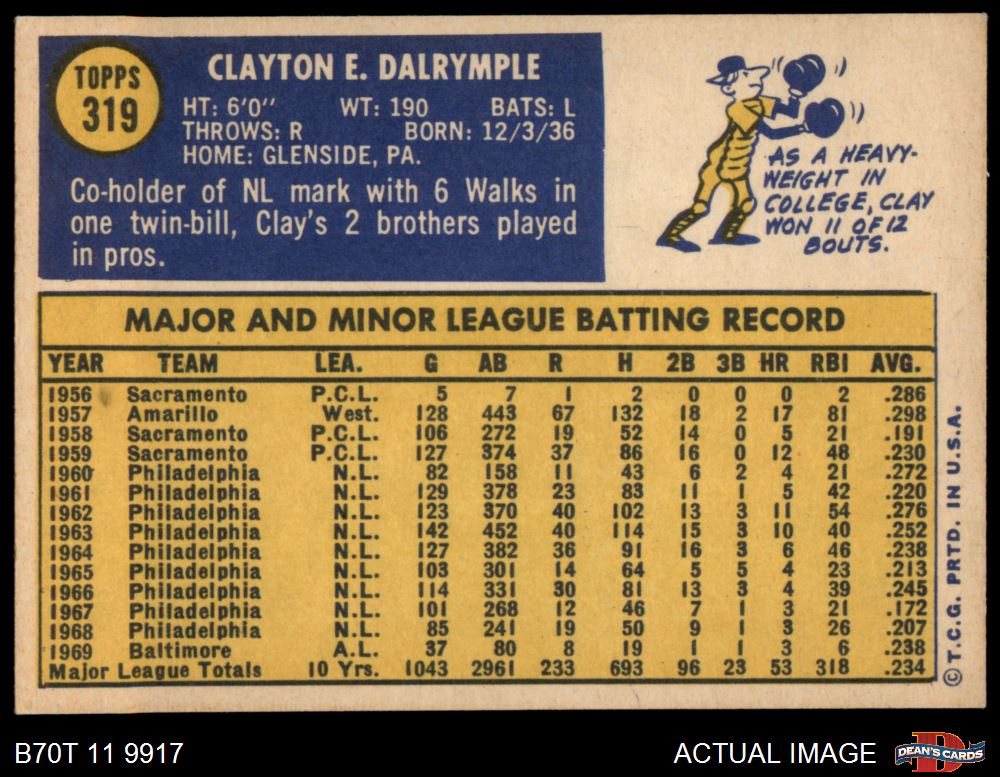 TOPPS
319
CLAYTON E. DALRYMPLE
HT: 6'0" WT: 190 BATS: L
THROWS: R BORN: 12/3/36
HOME: GLENSIDE, PA.
Co-holder of NL mark with 6 Walks in
one twin-bill, Clay's 2 brothers played
in pros.
AS A HEAVY-
WEIGHT IN
COLLEGE, CLAY
WON 11 OF 12
BOUTS.
MAJOR AND MINOR LEAGUE BATTING RECORD
YEAR TEAM LEA. G AB R H 2B 3B HR RBI AVG.
1956 Sacramento P.C.L. 5 7 1 2 0 0 0 2 .286
1957 Amarillo West. 128 443 67 132 18 2 17 81 .298
1958 Sacramento P.C.L. 106 272 19 52 14 0 5 21 .191
1959 Sacramento P.C.L. 127 374 37 86 16 0 12 48 .230
1960 Philadelphia N.L. 82 158 11 43 6 2 4 21 .272
1961 Philadelphia N.L. 129 378 23 83 11 1 5 42 .220
1962 Philadelphia N.L. 123 370 40 102 13 3 11 54 .276
1963 Philadelphia N.L. 142 452 40 114 15 3 10 40 .252
1964 Philadelphia N.L. 127 382 36 91 16 3 6 46 .238
1965 Philadelphia N.L. 103 301 14 64 5 5 4 23 .213
1966 Philadelphia N.L. 114 331 30 81 13 3 4 39 .245
1967 Philadelphia N.L. 101 268 12 46 7 1 3 21 .172
1968 Philadelphia N.L. 85 241 19 50 9 1 3 26 .207
1969 Baltimore A.L. 37 80 8 19 1 1 3 6 .238
Major League Totals 10 Yrs. 1043 2961 233 693 96 23 53 318 .234
© T.C.G. PRTD. IN U.S.A.
B70T 11 9917
ACTUAL IMAGE
DEAN'S CARDS